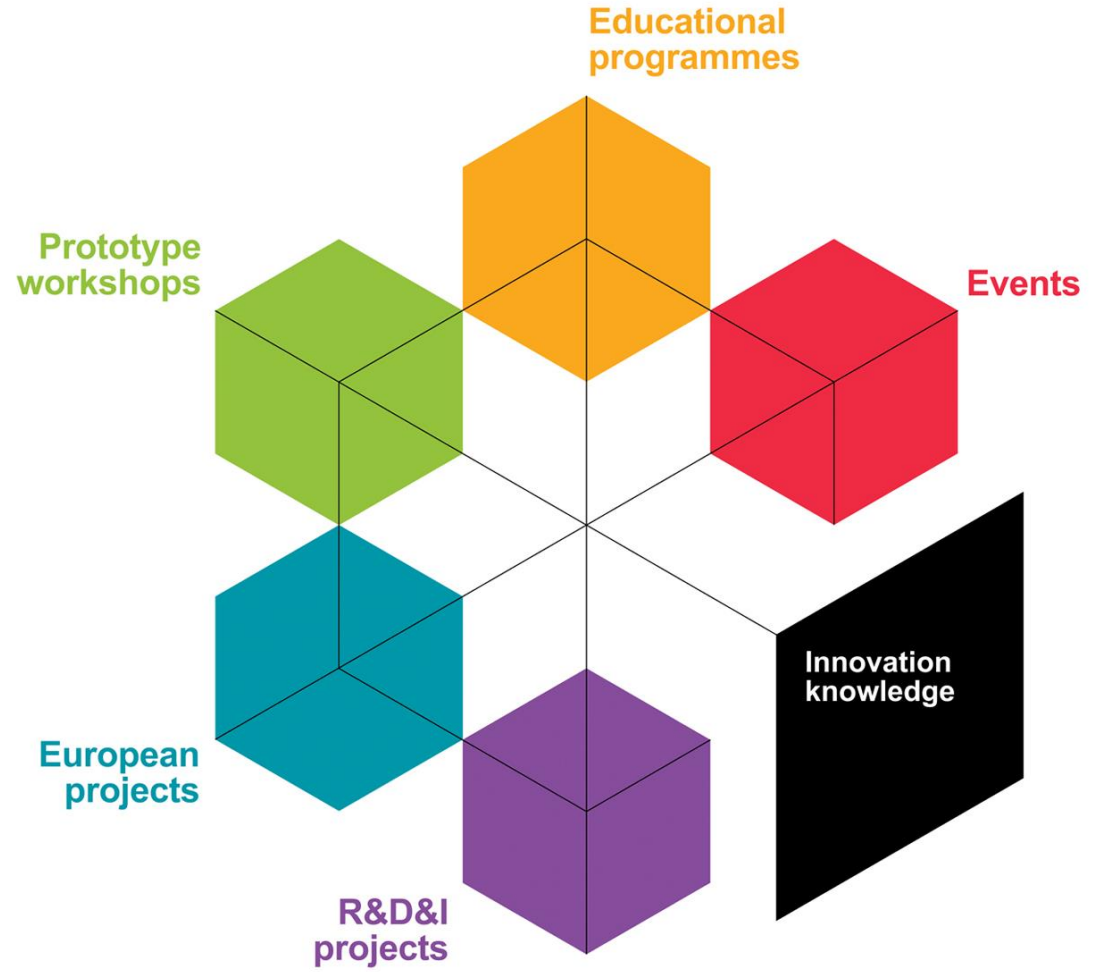 Educational
programmes
Prototype
workshops
Events
Innovation
knowledge
European
projects
R&D&I
projects